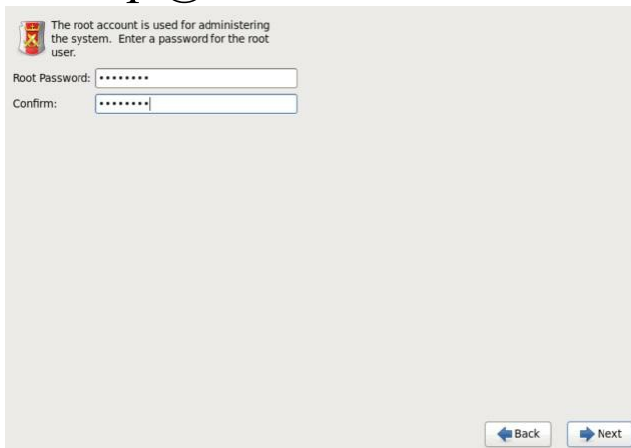 The root account is used for administering
the system. Enter a password for the root
user.
Root Password: ••••••••
Confirm: ••••••••
Back Next